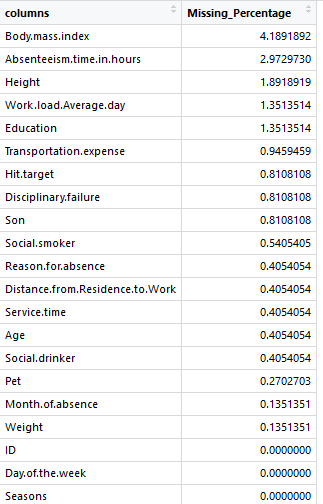 columns Missing_Percentage
Body.mass.index 4.1891892
Absenteeism.time.in.hours 2.9729730
Height 1.8918919
Work.load.Average.day 1.3513514
Education 1.3513514
Transportation.expense 0.9459459
Hit.target 0.8108108
Disciplinary.failure 0.8108108
Son 0.8108108
Social.smoker 0.5405405
Reason.for.absence 0.4054054
Distance.from.Residence.to.Work 0.4054054
Service.time 0.4054054
Age 0.4054054
Social.drinker 0.4054054
Pet 0.2702703
Month.of.absence 0.1351351
Weight 0.1351351
ID 0.0000000
Day.of.the.week 0.0000000
Seasons 0.0000000